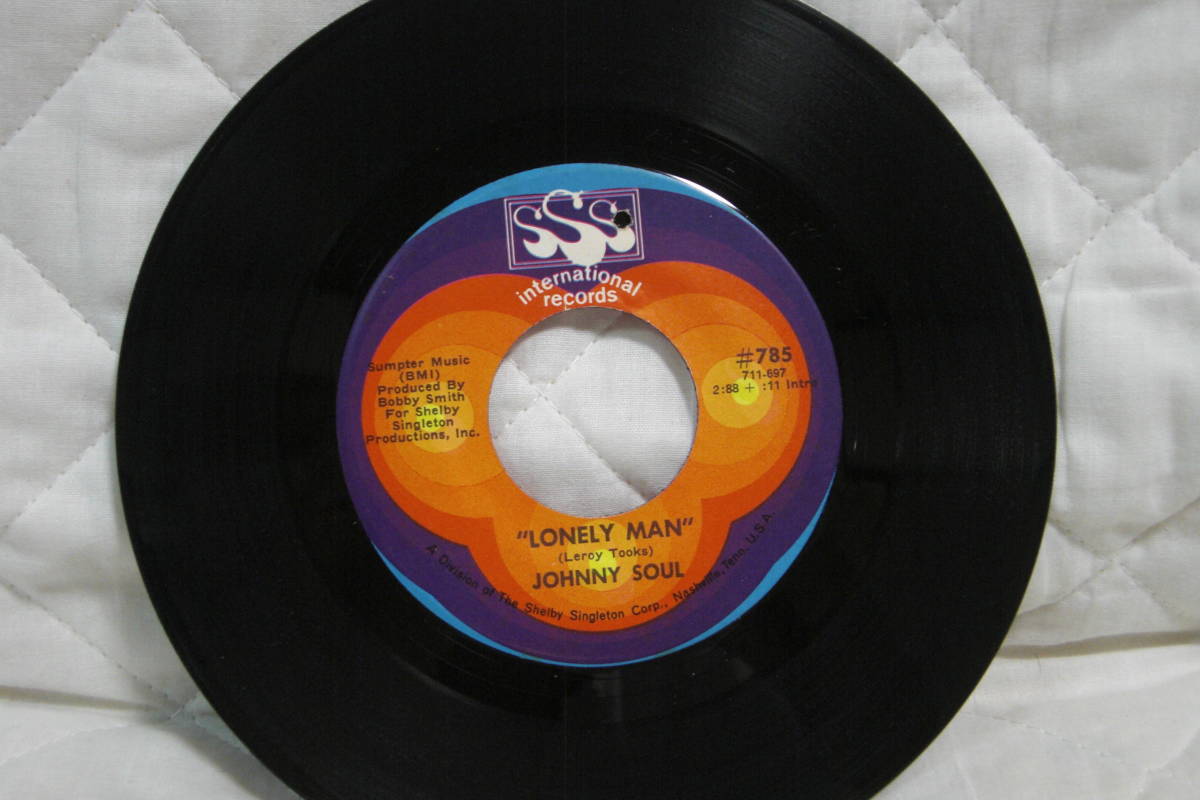 SSS
international
records
Sumpter Music
(BMI)
Produced By
Bobby Smith
For Shelby
Singleton
Productions, Inc.
#785
711-697
2:88 + :11 Intro
"LONELY MAN"
(Leroy Tooks)
JOHNNY SOUL
A Division of The Shelby Singleton Corp., Nashville, Tenn. U.S.A.